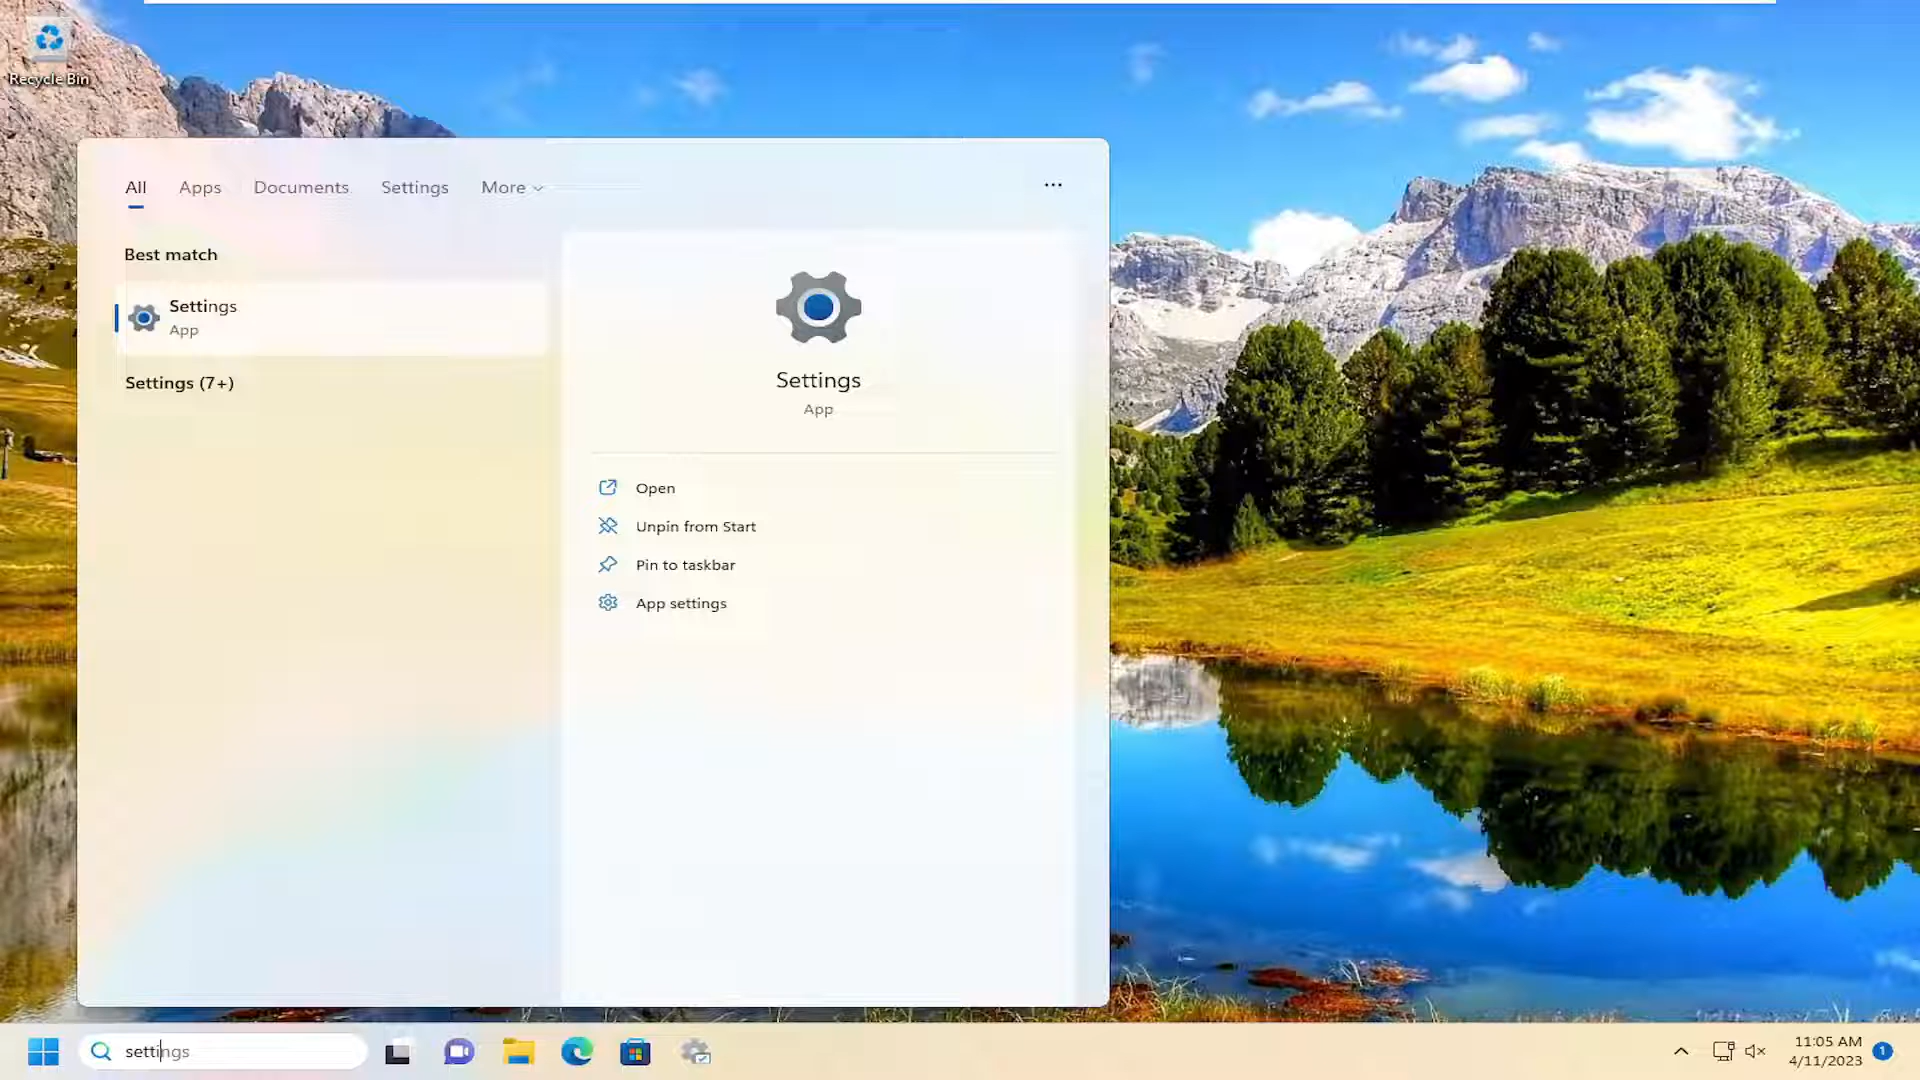 Recycle Bin
All Apps Documents Settings More
Best match
Settings
App
Settings (7+)
Settings
App
Open
Unpin from Start
Pin to taskbar
App settings
settings
11:05 AM
4/11/2023
1